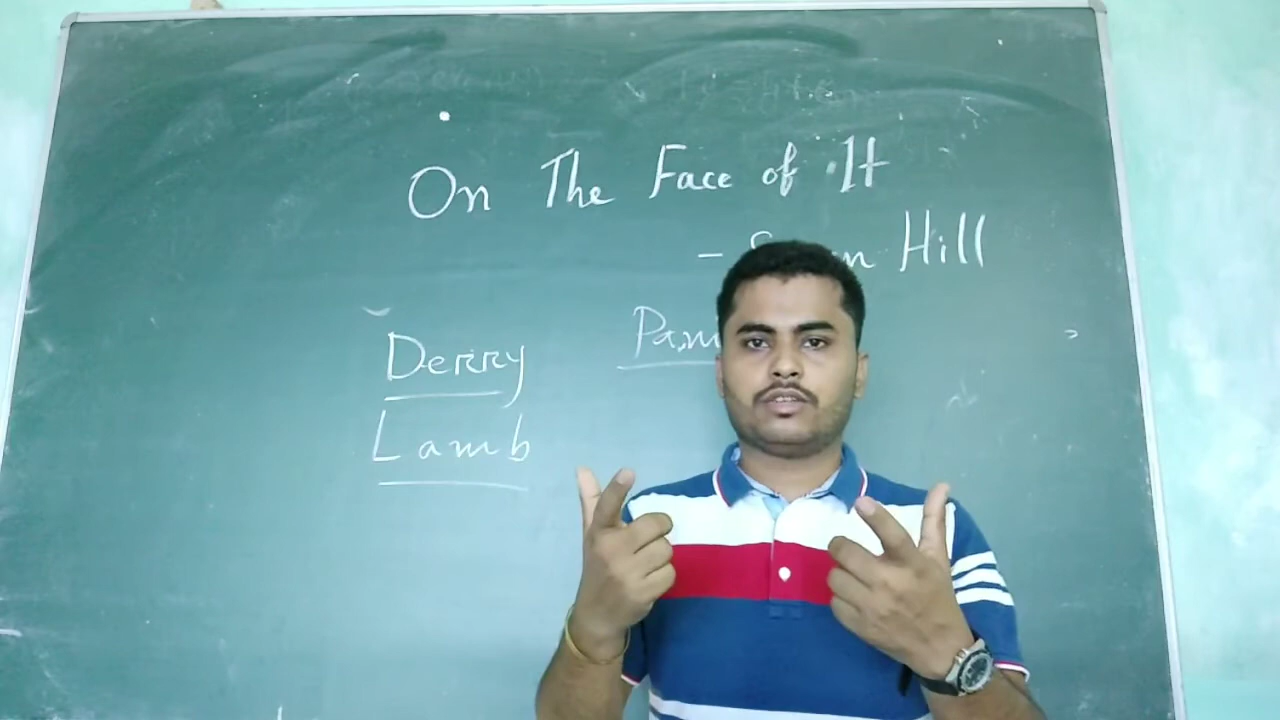 On The Face of It
- Hill
Derry
Lamb